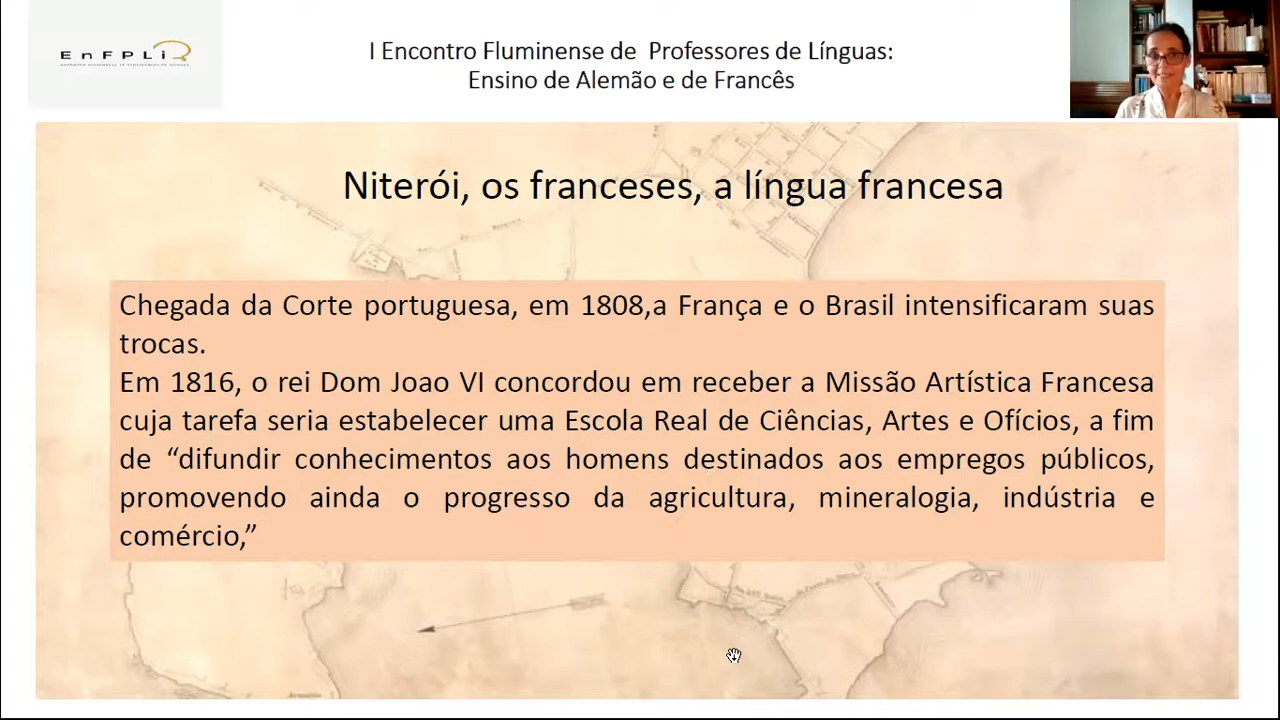 EnFPLiR
I Encontro Fluminense de Professores de Línguas:
Ensino de Alemão e de Francês
Niterói, os franceses, a língua francesa
Chegada da Corte portuguesa, em 1808,a França e o Brasil intensificaram suas
trocas.
Em 1816, o rei Dom Joao VI concordou em receber a Missão Artística Francesa
cuja tarefa seria estabelecer uma Escola Real de Ciências, Artes e Ofícios, a fim
de “difundir conhecimentos aos homens destinados aos empregos públicos,
promovendo ainda o progresso da agricultura, mineralogia, indústria e
comércio,”